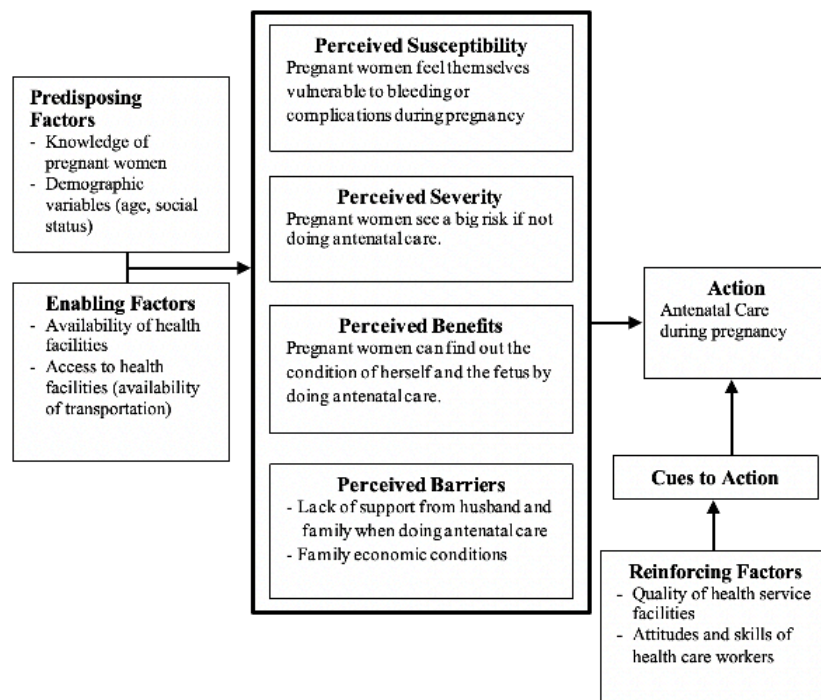 Predisposing
Factors
- Knowledge of
pregnant women
- Demographic
variables (age, social
status)
Enabling Factors
- Availability of health
facilities
- Access to health
facilities (availability
of transportation)
Perceived Susceptibility
Pregnant women feel themselves
vulnerable to bleeding or
complications during pregnancy
Perceived Severity
Pregnant women see a big risk if not
doing antenatal care.
Perceived Benefits
Pregnant women can find out the
condition of herself and the fetus by
doing antenatal care.
Perceived Barriers
- Lack of support from husband and
family when doing antenatal care
- Family economic conditions
Action
Antenatal Care
during pregnancy
Cues to Action
Reinforcing Factors
- Quality of health service
facilities
- Attitudes and skills of
health care workers